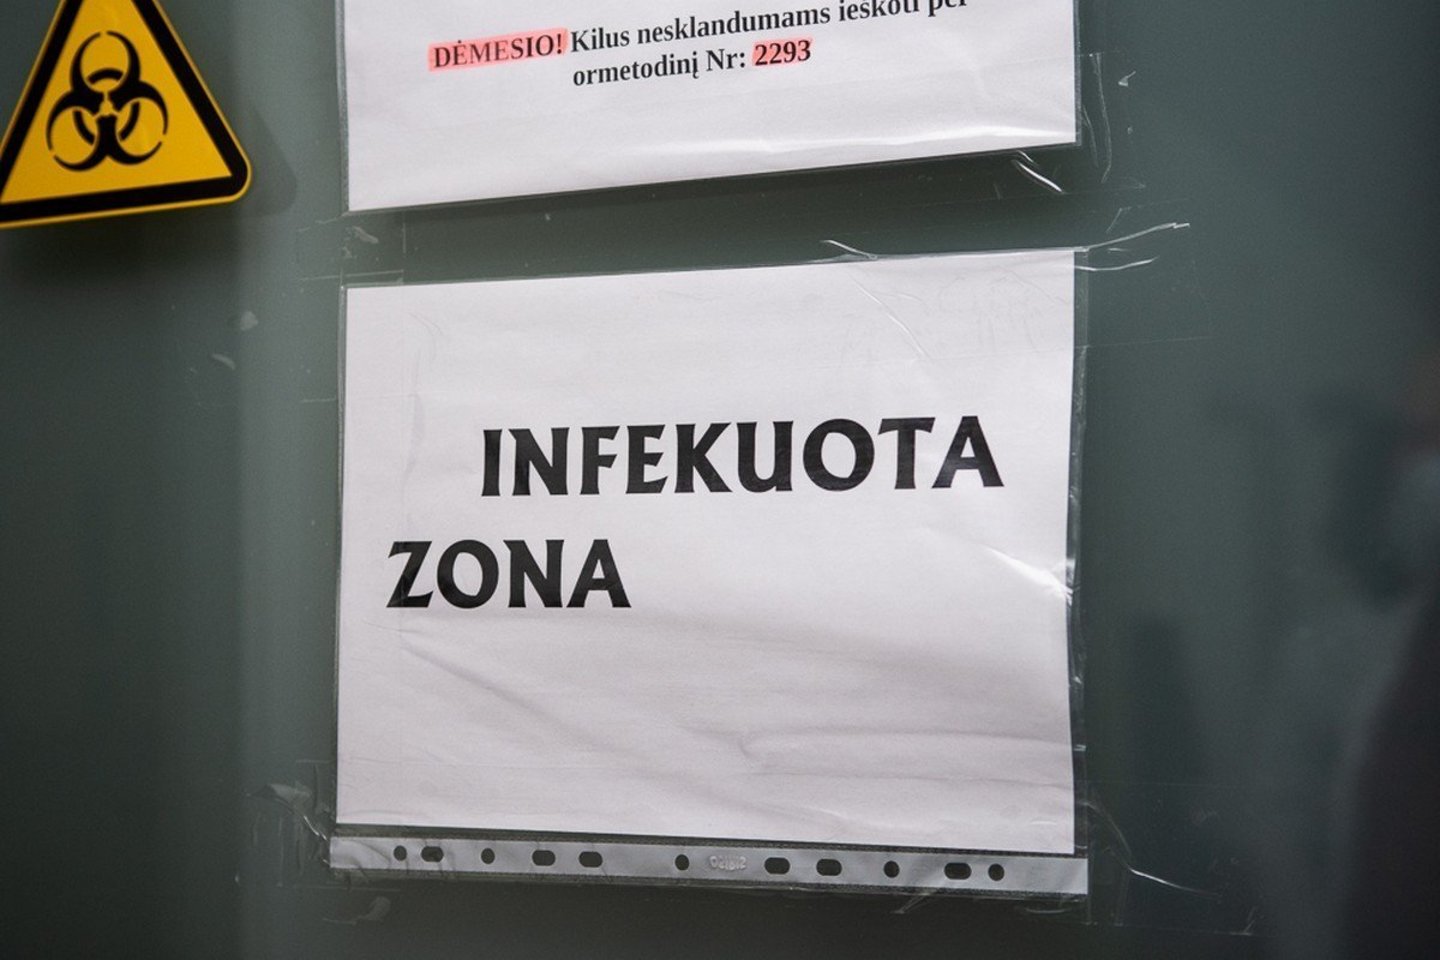 DĖMESIO! Kilus nesklandumams ieškoti per
ormetodinį Nr: 2293
INFEKUOTA
ZONA